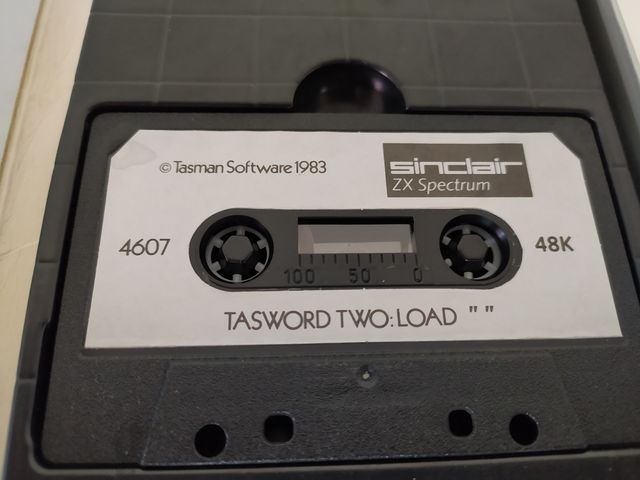 © Tasman Software 1983
sinclair
ZX Spectrum
4607
48K
100 50 0
TASWORD TWO: LOAD " "